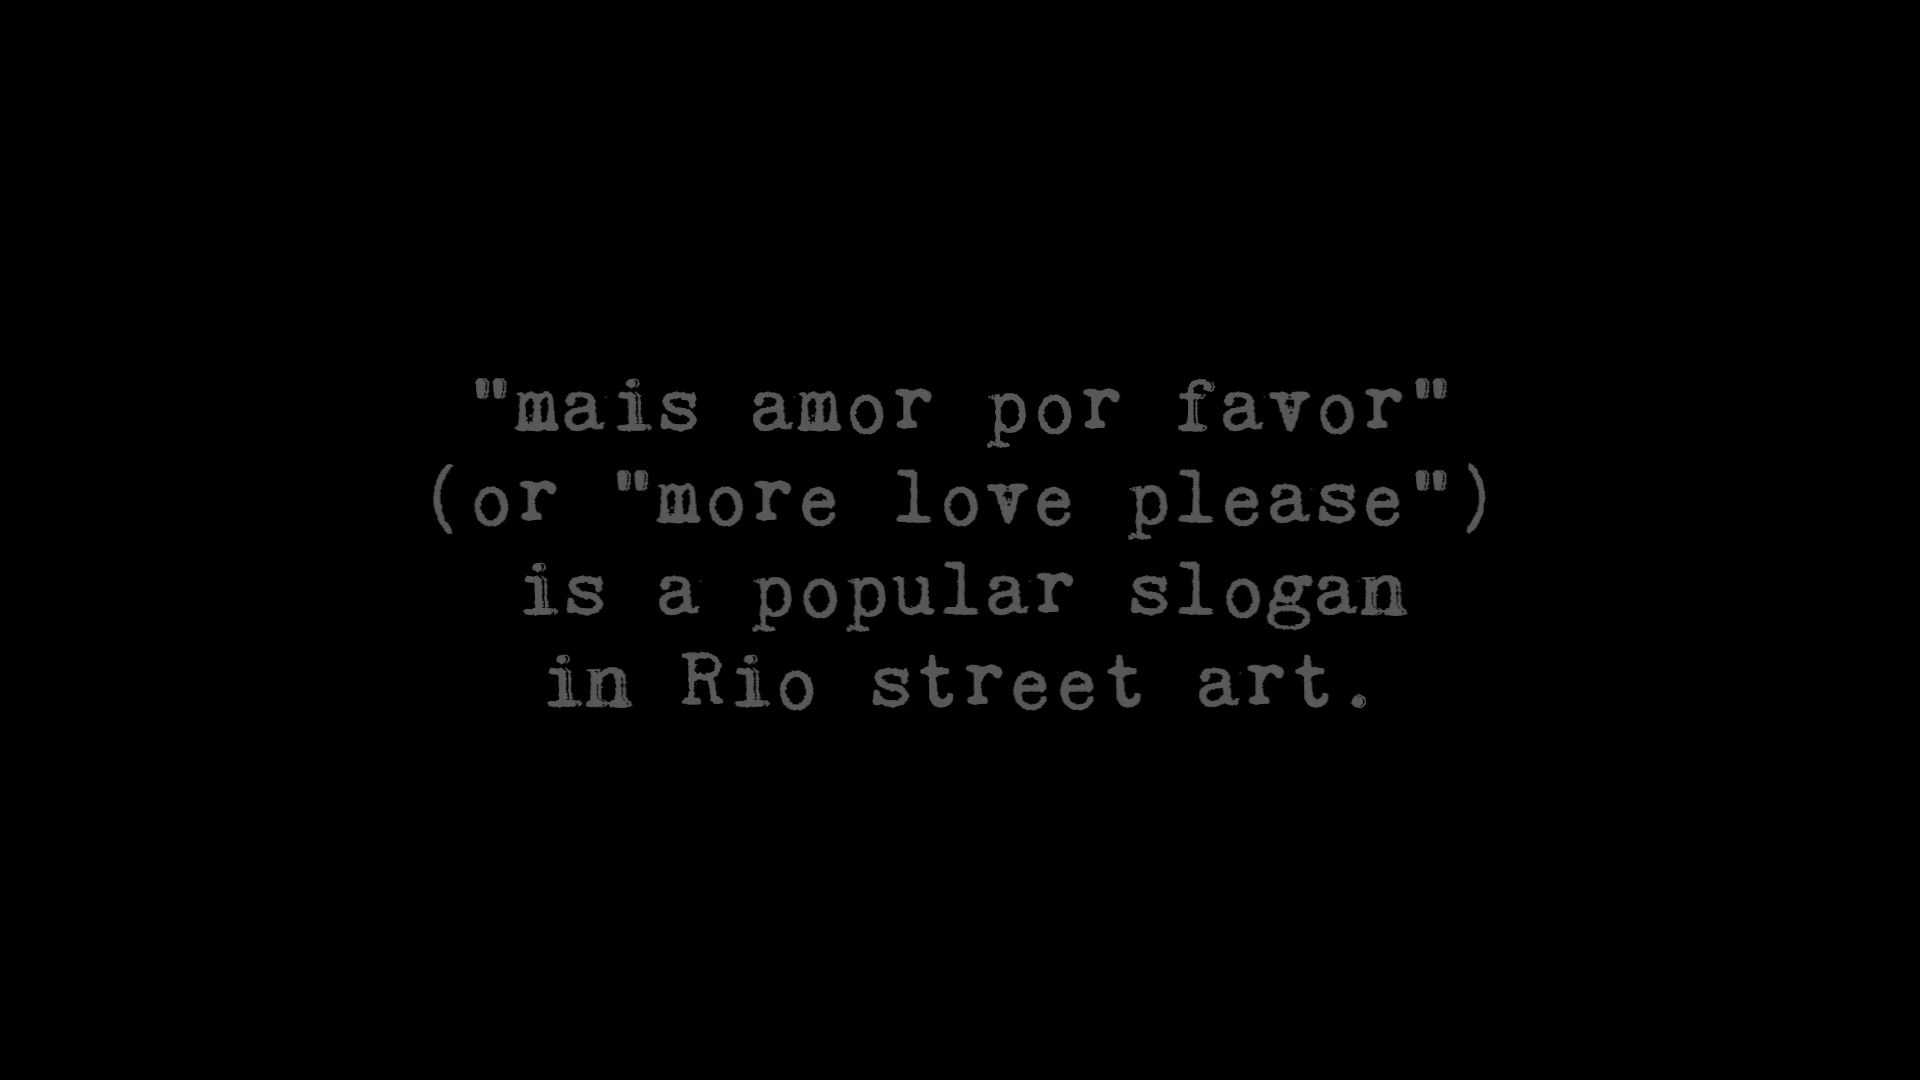 "mais amor por favor"
(or "more love please")
is a popular slogan
in Rio street art.